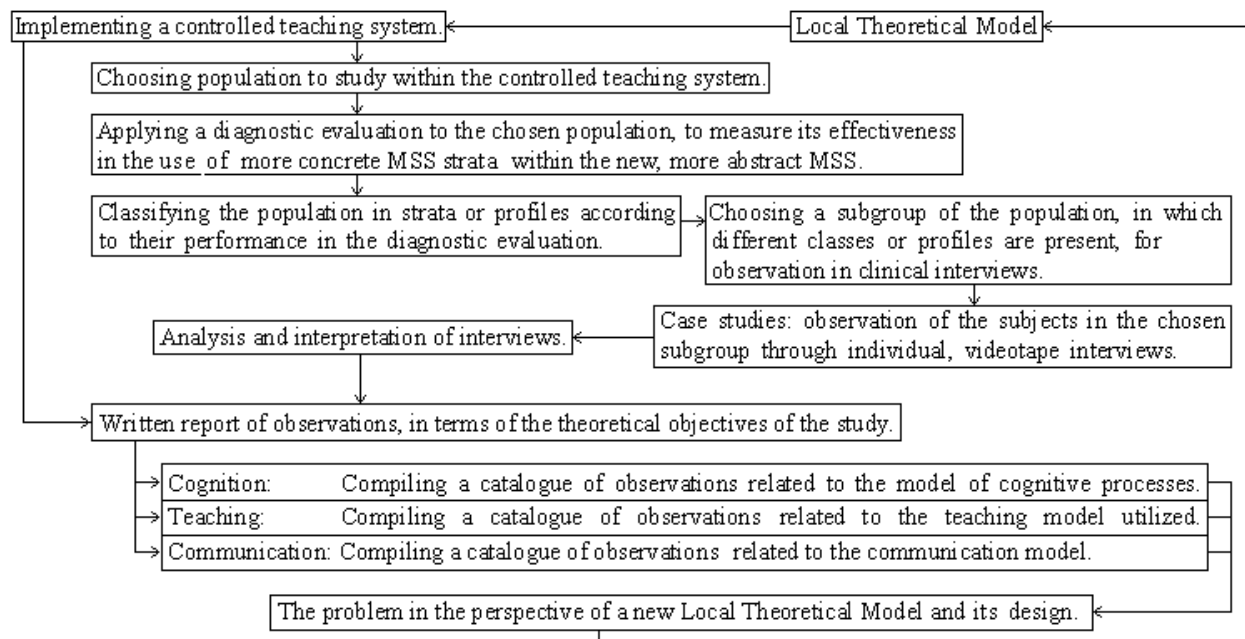 Implementing a controlled teaching system.
Local Theoretical Model
Choosing population to study within the controlled teaching system.
Applying a diagnostic evaluation to the chosen population, to measure its effectiveness
in the use of more concrete MSS strata within the new, more abstract MSS.
Classifying the population in strata or profiles according
to their performance in the diagnostic evaluation.
Choosing a subgroup of the population, in which
different classes or profiles are present, for
observation in clinical interviews.
Case studies: observation of the subjects in the chosen
subgroup through individual, videotape interviews.
Analysis and interpretation of interviews.
Written report of observations, in terms of the theoretical objectives of the study.
Cognition: Compiling a catalogue of observations related to the model of cognitive processes.
Teaching: Compiling a catalogue of observations related to the teaching model utilized.
Communication: Compiling a catalogue of observations related to the communication model.
The problem in the perspective of a new Local Theoretical Model and its design.